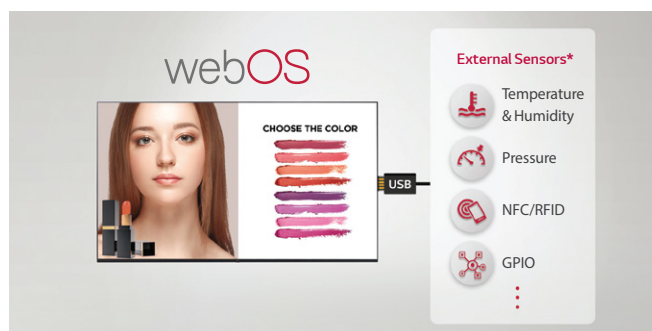 webOS
CHOOSE THE COLOR
USB
External Sensors*
Temperature
& Humidity
Pressure
NFC/RFID
GPIO